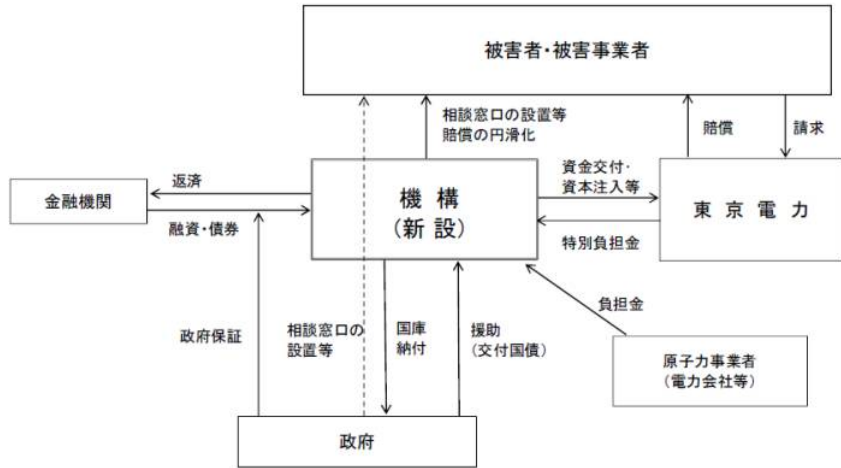 被害者・被害事業者
相談窓口の設置等
賠償の円滑化
賠償
請求
金融機関
返済
融資・債券
機構
(新設)
資金交付・
資本注入等
特別負担金
東京電力
政府保証
相談窓口の
設置等
国庫
納付
援助
(交付国債)
負担金
原子力事業者
(電力会社等)
政府